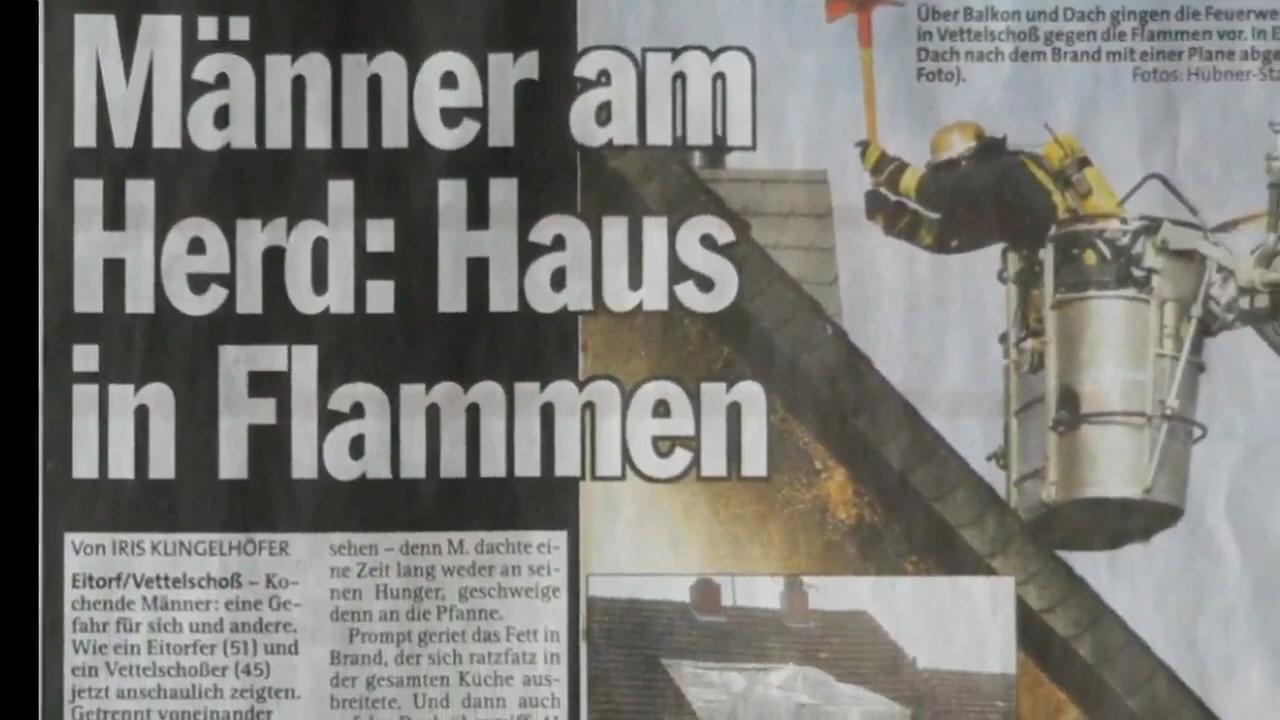 Männer am
Herd: Haus
in Flammen
Über Balkon und Dach gingen die Feuerwe
in Vettelschoß gegen die Flammen vor. In E
Dach nach dem Brand mit einer Plane abge
Foto).
Fotos: Hübner-Sta
Von IRIS KLINGELHÖFER
Eitorf/Vettelschoß – Ko-
chende Männer: eine Ge-
fahr für sich und andere.
Wie ein Eitorfer (51) und
ein Vettelschoßer (45)
jetzt anschaulich zeigten.
Getrennt voneinander
sehen – denn M. dachte ei-
ne Zeit lang weder an sei-
nen Hunger, geschweige
denn an die Pfanne.
Prompt geriet das Fett in
Brand, der sich ratzfatz in
der gesamten Küche aus-
breitete. Und dann auch